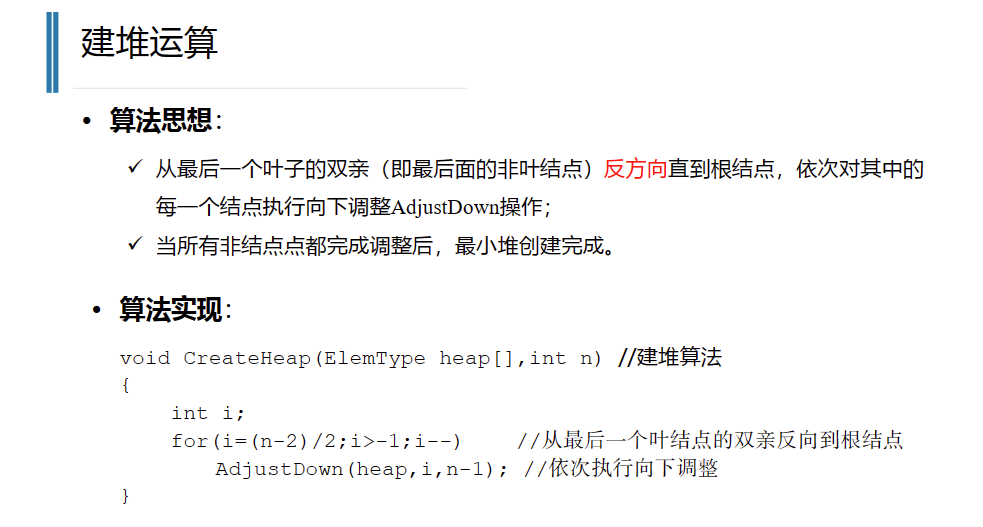 建堆运算
• 算法思想：
✓ 从最后一个叶子的双亲（即最后面的非叶结点）反方向直到根结点，依次对其中的
每一个结点执行向下调整AdjustDown操作；
✓ 当所有非结点点都完成调整后，最小堆创建完成。
• 算法实现：
void CreateHeap(ElemType heap[],int n) //建堆算法
{
int i;
for(i=(n-2)/2;i>-1;i--) //从最后一个叶结点的双亲反向到根结点
AdjustDown(heap,i,n-1); //依次执行向下调整
}